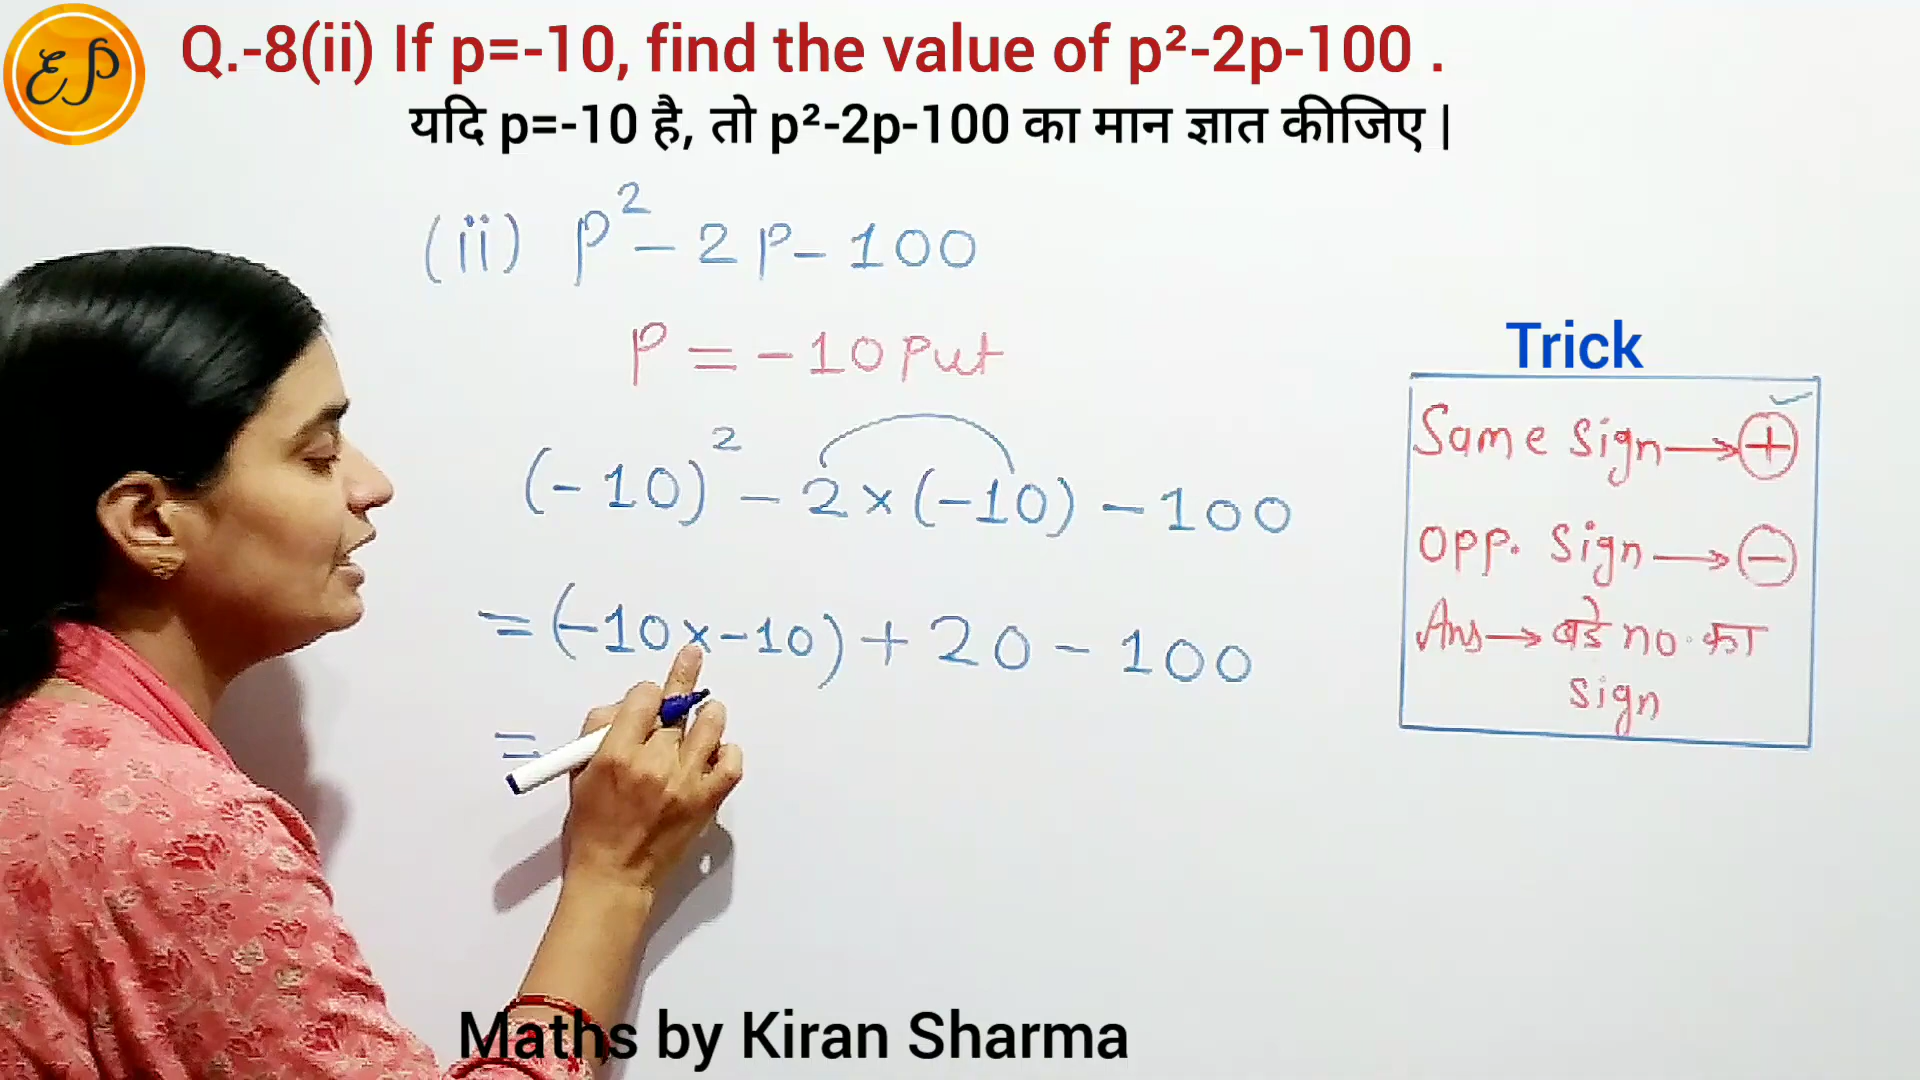 EP
Q.-8(ii) If p=-10, find the value of p²-2p-100 .
यदि p=-10 है, तो p²-2p-100 का मान ज्ञात कीजिए |
(ii) p²-2p-100
P=-10 Put
(-10)²-2×(-10)-100
=(-10×-10)+20-100
=
Trick
Same Sign→⊕
Opp. Sign→⊖
Ans→बड़े no. का
sign
Maths by Kiran Sharma